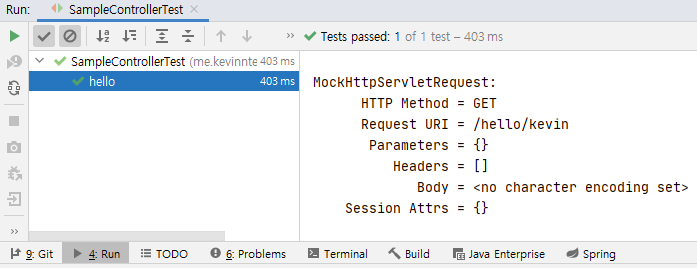 Run: SampleControllerTest
Tests passed: 1 of 1 test – 403 ms
SampleControllerTest (me.kevinnte 403 ms
hello 403 ms
MockHttpServletRequest:
HTTP Method = GET
Request URI = /hello/kevin
Parameters = {}
Headers = []
Body = <no character encoding set>
Session Attrs = {}
9: Git 4: Run TODO 6: Problems Terminal Build Java Enterprise Spring